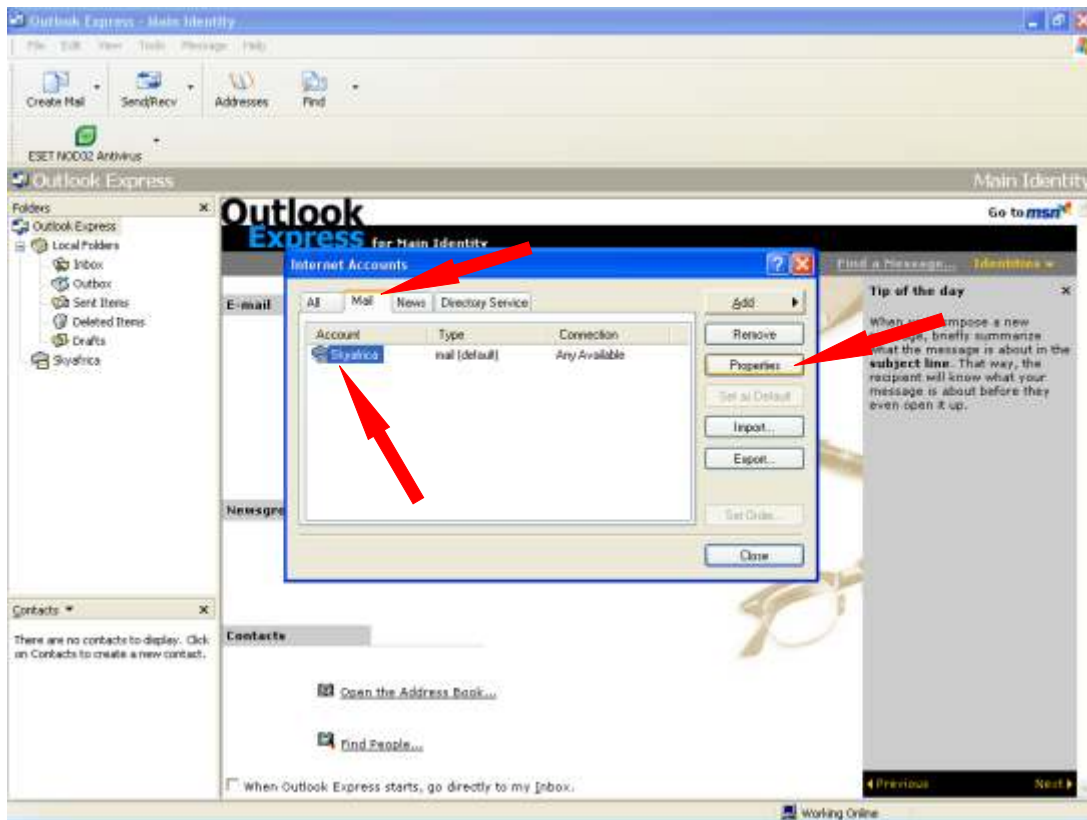 Outlook Express - Main Identity
File Edit View Tools Message Help
Create Mail Send/Recv Addresses Find
ESET NOD32 Antivirus
Outlook Express Main Identity
Folders
Outlook Express
Local Folders
Inbox
Outbox
Sent Items
Deleted Items
Drafts
Skyafrica
Contacts
There are no contacts to display. Click
on Contacts to create a new contact.
Outlook
Express for Main Identity
Go to msn
Find a Message... Identities
E-mail
Newsgro
Contacts
Open the Address Book...
Find People...
When Outlook Express starts, go directly to my Inbox.
Internet Accounts
All Mail News Directory Service
Account Type Connection
Skyafrica mail (default) Any Available
Add
Remove
Properties
Set as Default
Import...
Export...
Set Order...
Close
Tip of the day
When you compose a new
briefly summarize
what the message is about in the
subject line. That way, the
recipient will know what your
message is about before they
even open it up.
Previous Next
Working Online